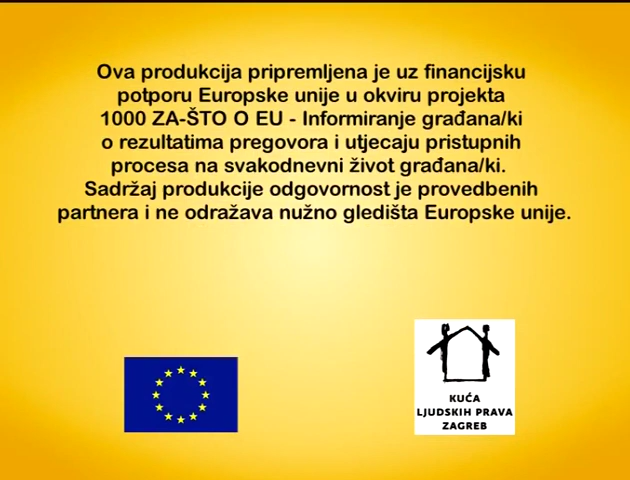 Ova produkcija pripremljena je uz financijsku
potporu Europske unije u okviru projekta
1000 ZA-ŠTO O EU - Informiranje građana/ki
o rezultatima pregovora i utjecaju pristupnih
procesa na svakodnevni život građana/ki.
Sadržaj produkcije odgovornost je provedbenih
partnera i ne odražava nužno gledišta Europske unije.
KUĆA
LJUDSKIH PRAVA
ZAGREB